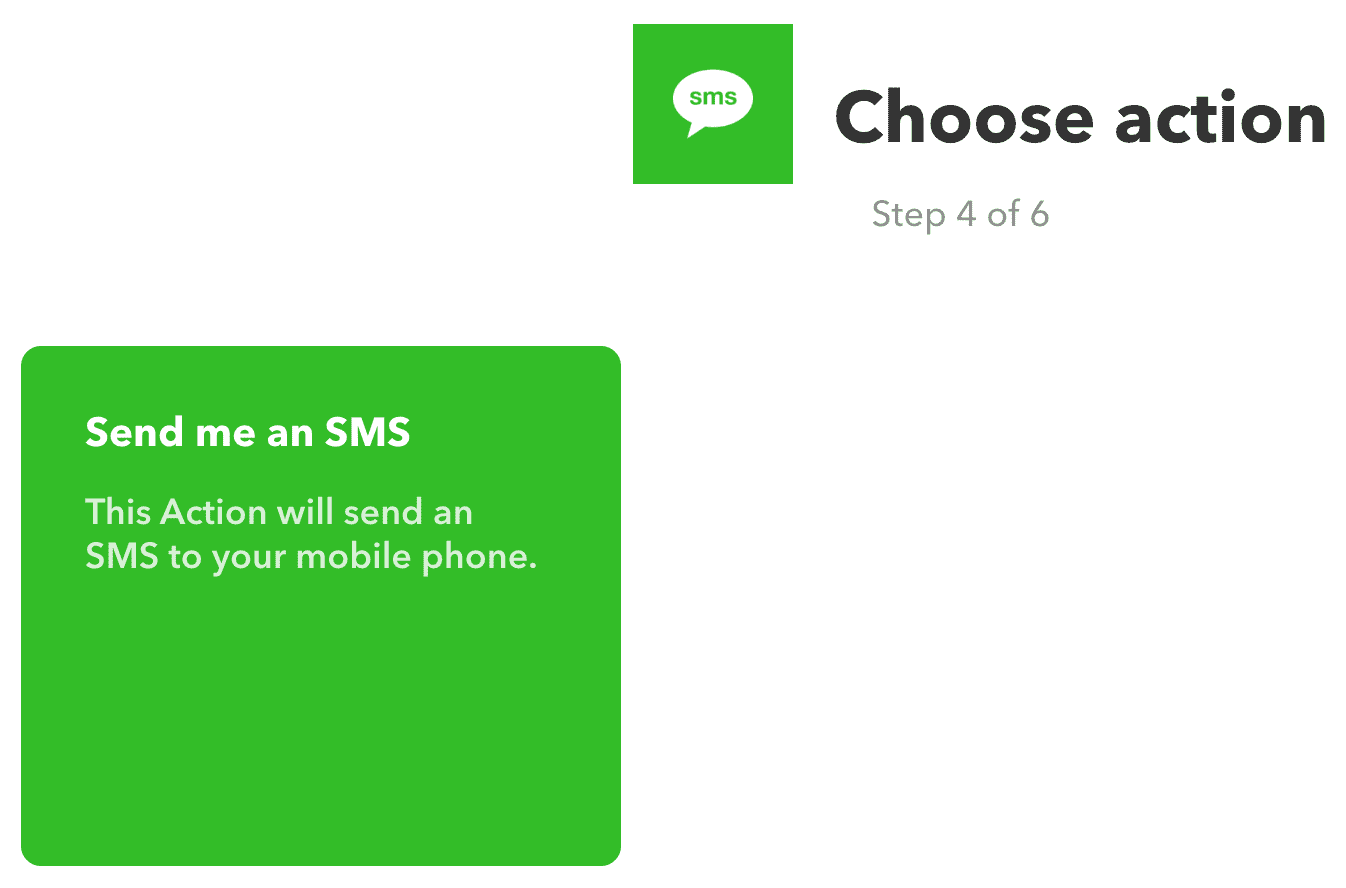 sms
Choose action
Step 4 of 6
Send me an SMS
This Action will send an
SMS to your mobile phone.